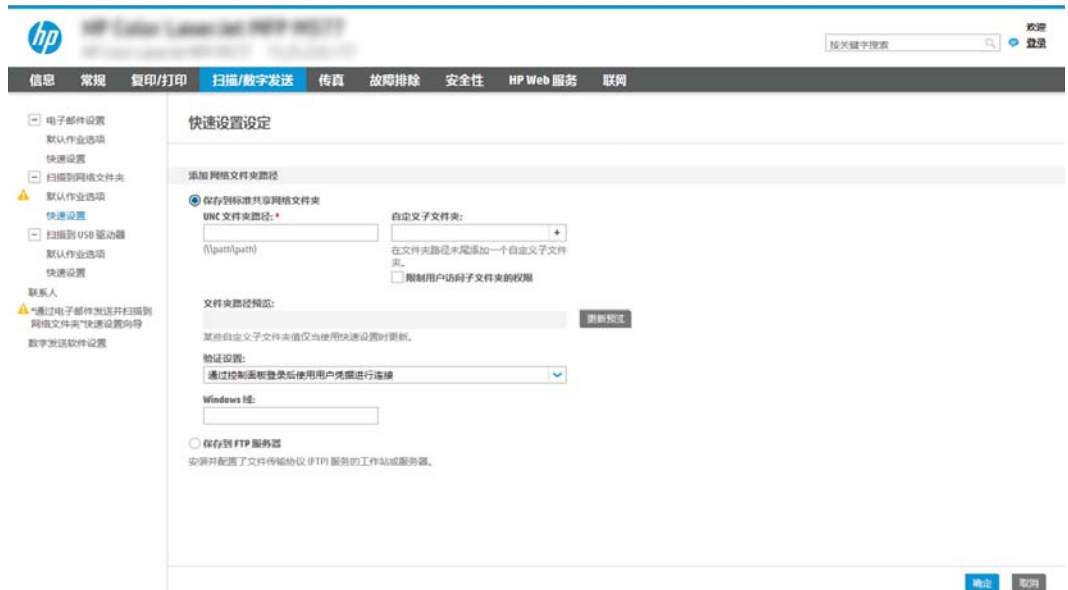 hp
欢迎
按关键字搜索
登录
信息 常规 复印/打印 扫描/数字发送 传真 故障排除 安全性 HP Web 服务 联网
电子邮件设置
默认作业选项
快速设置
扫描到网络文件夹
默认作业选项
快速设置
扫描到 USB 驱动器
默认作业选项
快速设置
联系人
“通过电子邮件发送并扫描到
网络文件夹”快速设置向导
数字发送软件设置
快速设置设定
添加网络文件夹路径
保存到标准共享网络文件夹
UNC 文件夹路径:* 自定义子文件夹:
+
(\\path\path) 在文件夹路径末尾添加一个自定义子文件
夹。
限制用户访问子文件夹的权限
文件夹路径预览:
更新预览
某些自定义子文件夹值仅当使用快速设置时更新。
验证设置:
通过控制面板登录后使用用户凭据进行连接
Windows 域:
保存到 FTP 服务器
安装并配置了文件传输协议 (FTP) 服务的工作站或服务器。
确定 取消